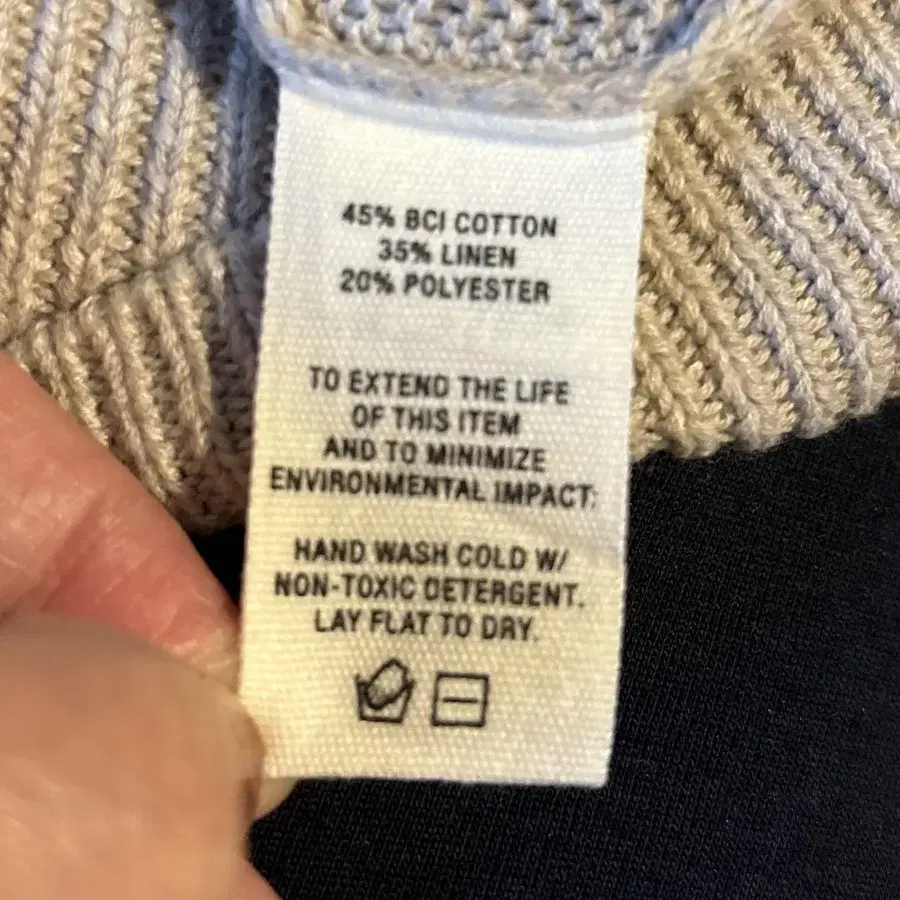 45% BCI COTTON
35% LINEN
20% POLYESTER
TO EXTEND THE LIFE
OF THIS ITEM
AND TO MINIMIZE
ENVIRONMENTAL IMPACT:
HAND WASH COLD W/
NON-TOXIC DETERGENT.
LAY FLAT TO DRY.